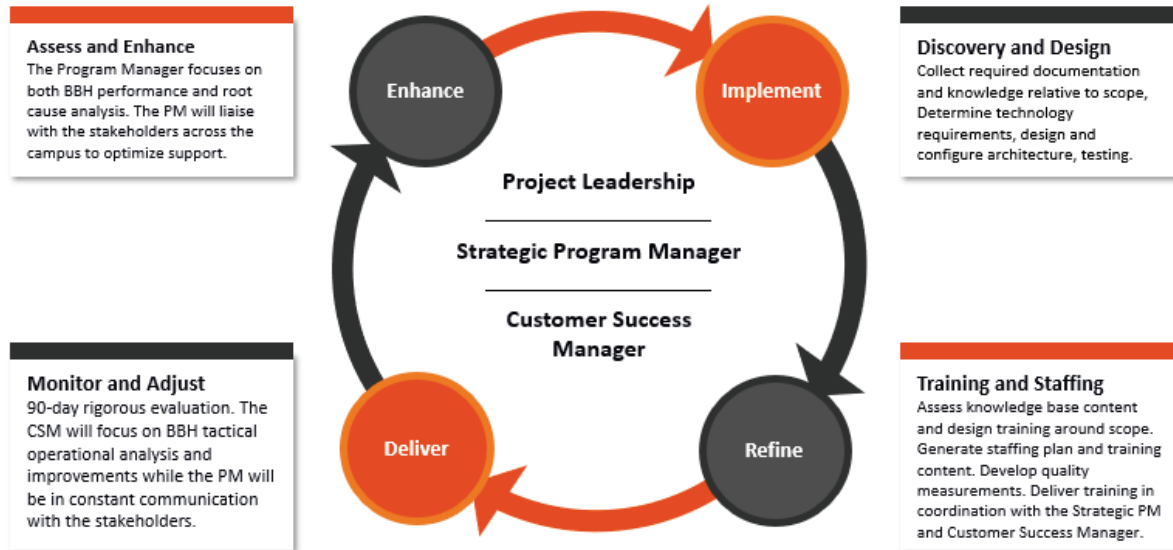 Assess and Enhance
The Program Manager focuses on
both BBH performance and root
cause analysis. The PM will liaise
with the stakeholders across the
campus to optimize support.
Enhance
Implement
Discovery and Design
Collect required documentation
and knowledge relative to scope,
Determine technology
requirements, design and
configure architecture, testing.
Project Leadership
Strategic Program Manager
Customer Success
Manager
Monitor and Adjust
90-day rigorous evaluation. The
CSM will focus on BBH tactical
operational analysis and
improvements while the PM will
be in constant communication
with the stakeholders.
Deliver
Refine
Training and Staffing
Assess knowledge base content
and design training around scope.
Generate staffing plan and training
content. Develop quality
measurements. Deliver training in
coordination with the Strategic PM
and Customer Success Manager.